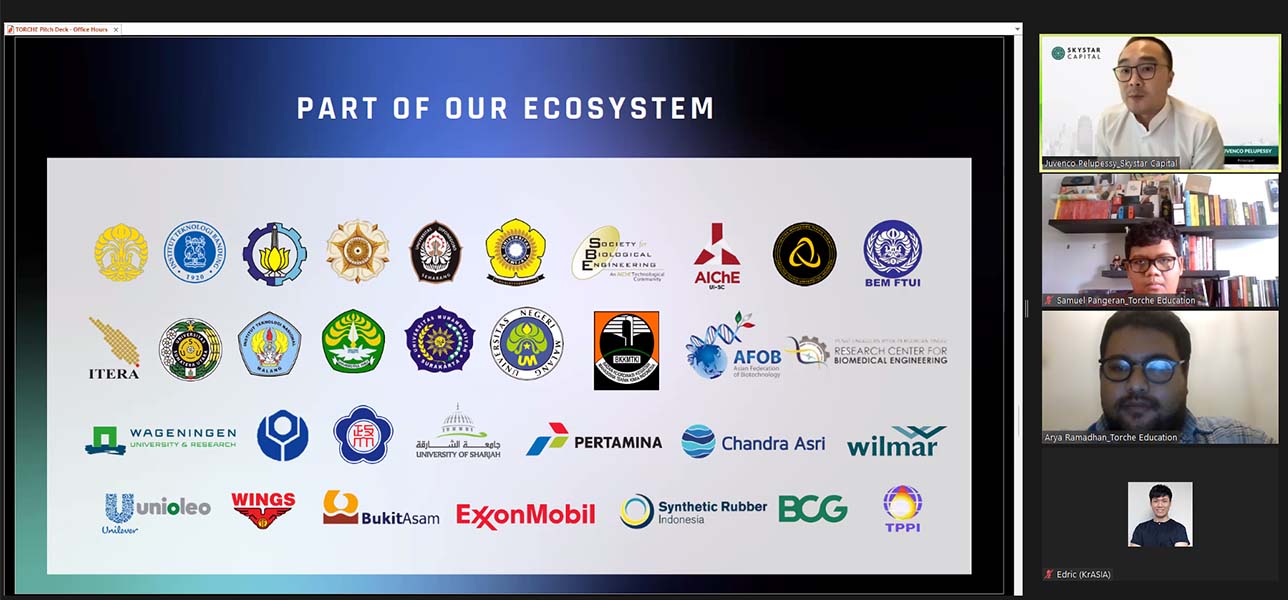 TORCHE Pitch Deck - Office Hours
PART OF OUR ECOSYSTEM
INSTITUT TEKNOLOGI BANDUNG
1920
SEMARANG
SOCIETY for
BIOLOGICAL
ENGINEERING
An AIChE Technological
Community
AIChE
UI-SC
BEM FTUI
ITERA
INSTITUT TEKNOLOGI NASIONAL
MALANG
UNIVERSITAS NEGERI
MALANG
UM
BKKMTKI
AFOB
Asian Federation
of Biotechnology
RESEARCH CENTER FOR
BIOMEDICAL ENGINEERING
WAGENINGEN
UNIVERSITY & RESEARCH
جامعة الشارقة
UNIVERSITY OF SHARJAH
PERTAMINA
Chandra Asri
wilmar
Unilever
unioleo
WINGS
BukitAsam
ExxonMobil
Synthetic Rubber
Indonesia
BCG
TPPI
SKYSTAR
CAPITAL
JUVENCO PELUPESSY
Principal
Juvenco Pelupessy_Skystar Capital
Samuel Pangeran_Torche Education
Arya Ramadhan_Torche Education
Edric (KrASIA)